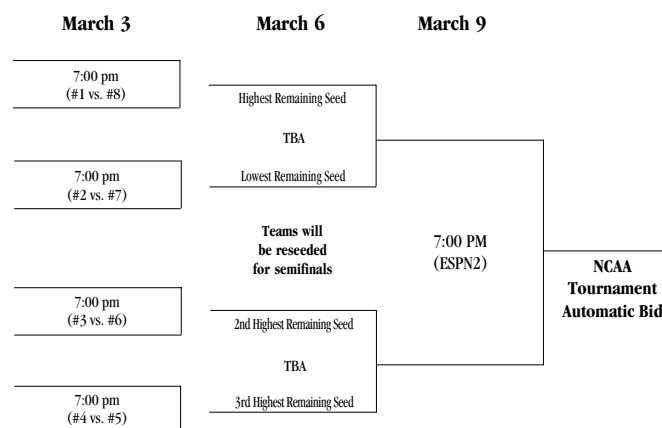 March 3
March 6
March 9
7:00 pm
(#1 vs. #8)
7:00 pm
(#2 vs. #7)
7:00 pm
(#3 vs. #6)
7:00 pm
(#4 vs. #5)
Highest Remaining Seed
TBA
Lowest Remaining Seed
Teams will
be reseeded
for semifinals
2nd Highest Remaining Seed
TBA
3rd Highest Remaining Seed
7:00 PM
(ESPN2)
NCAA
Tournament
Automatic Bid